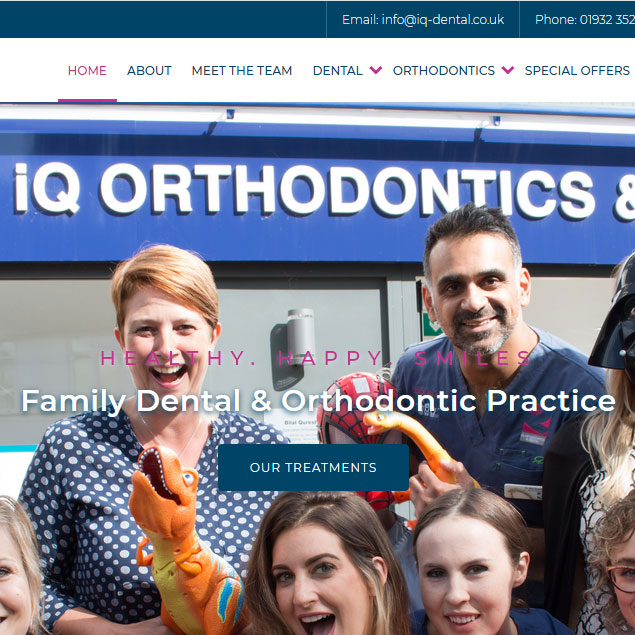 Email: info@iq-dental.co.uk
Phone: 01932 352
HOME
ABOUT
MEET THE TEAM
DENTAL
ORTHODONTICS
SPECIAL OFFERS
iQ ORTHODONTICS &
HEALTHY. HAPPY. SMILES
Family Dental & Orthodontic Practice
OUR TREATMENTS